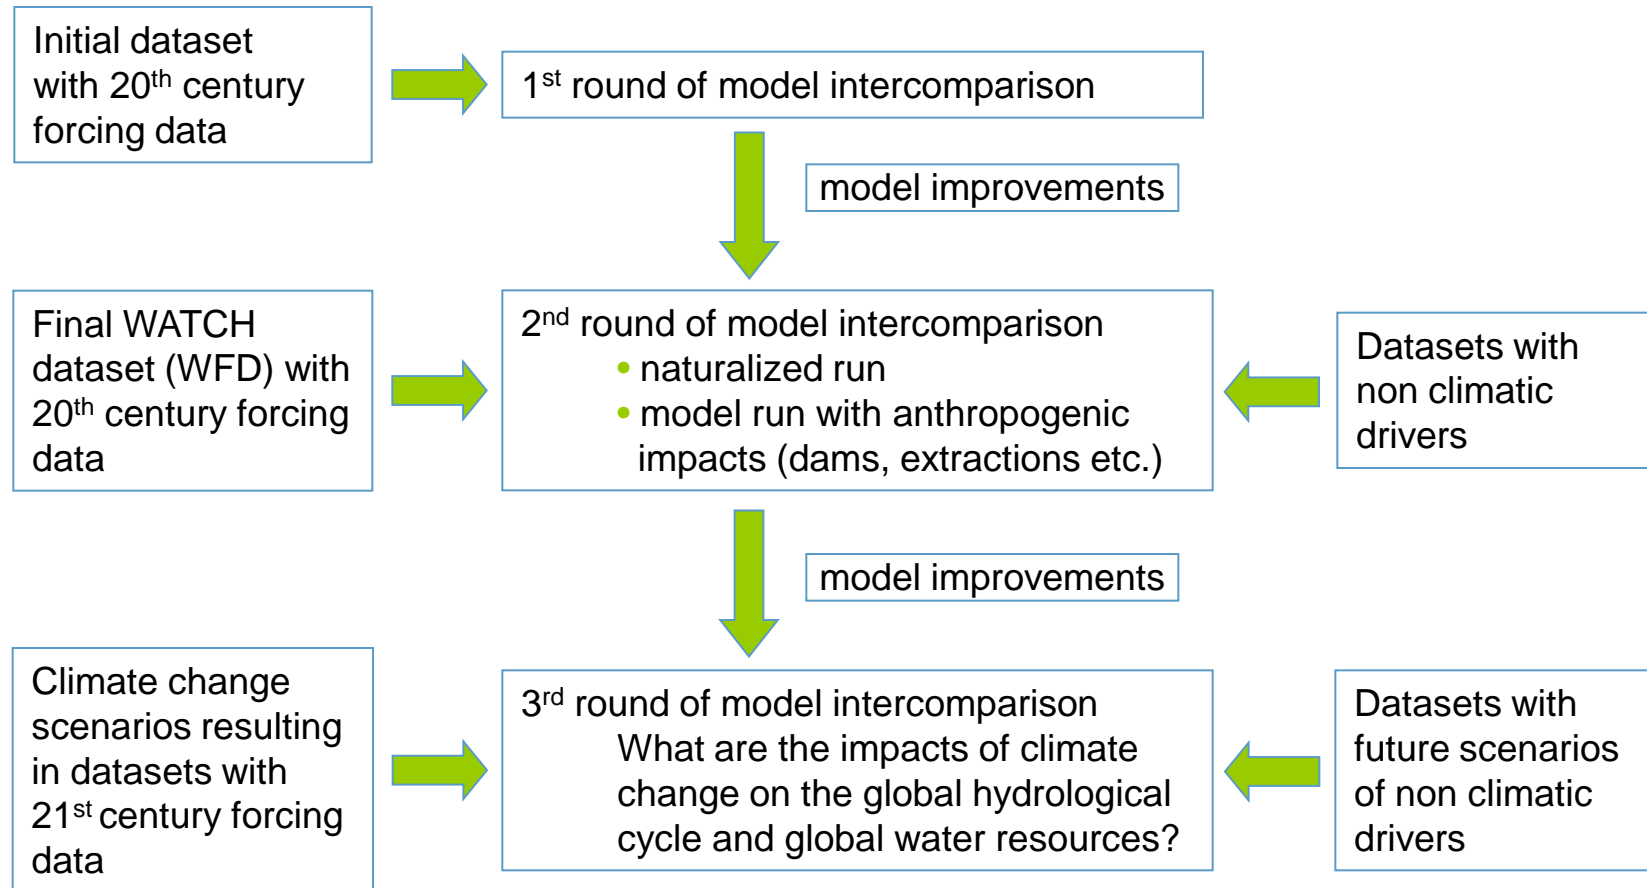 Initial dataset
with 20th century
forcing data
1st round of model intercomparison
model improvements
Final WATCH
dataset (WFD) with
20th century forcing
data
2nd round of model intercomparison
• naturalized run
• model run with anthropogenic
impacts (dams, extractions etc.)
Datasets with
non climatic
drivers
model improvements
Climate change
scenarios resulting
in datasets with
21st century forcing
data
3rd round of model intercomparison
What are the impacts of climate
change on the global hydrological
cycle and global water resources?
Datasets with
future scenarios
of non climatic
drivers